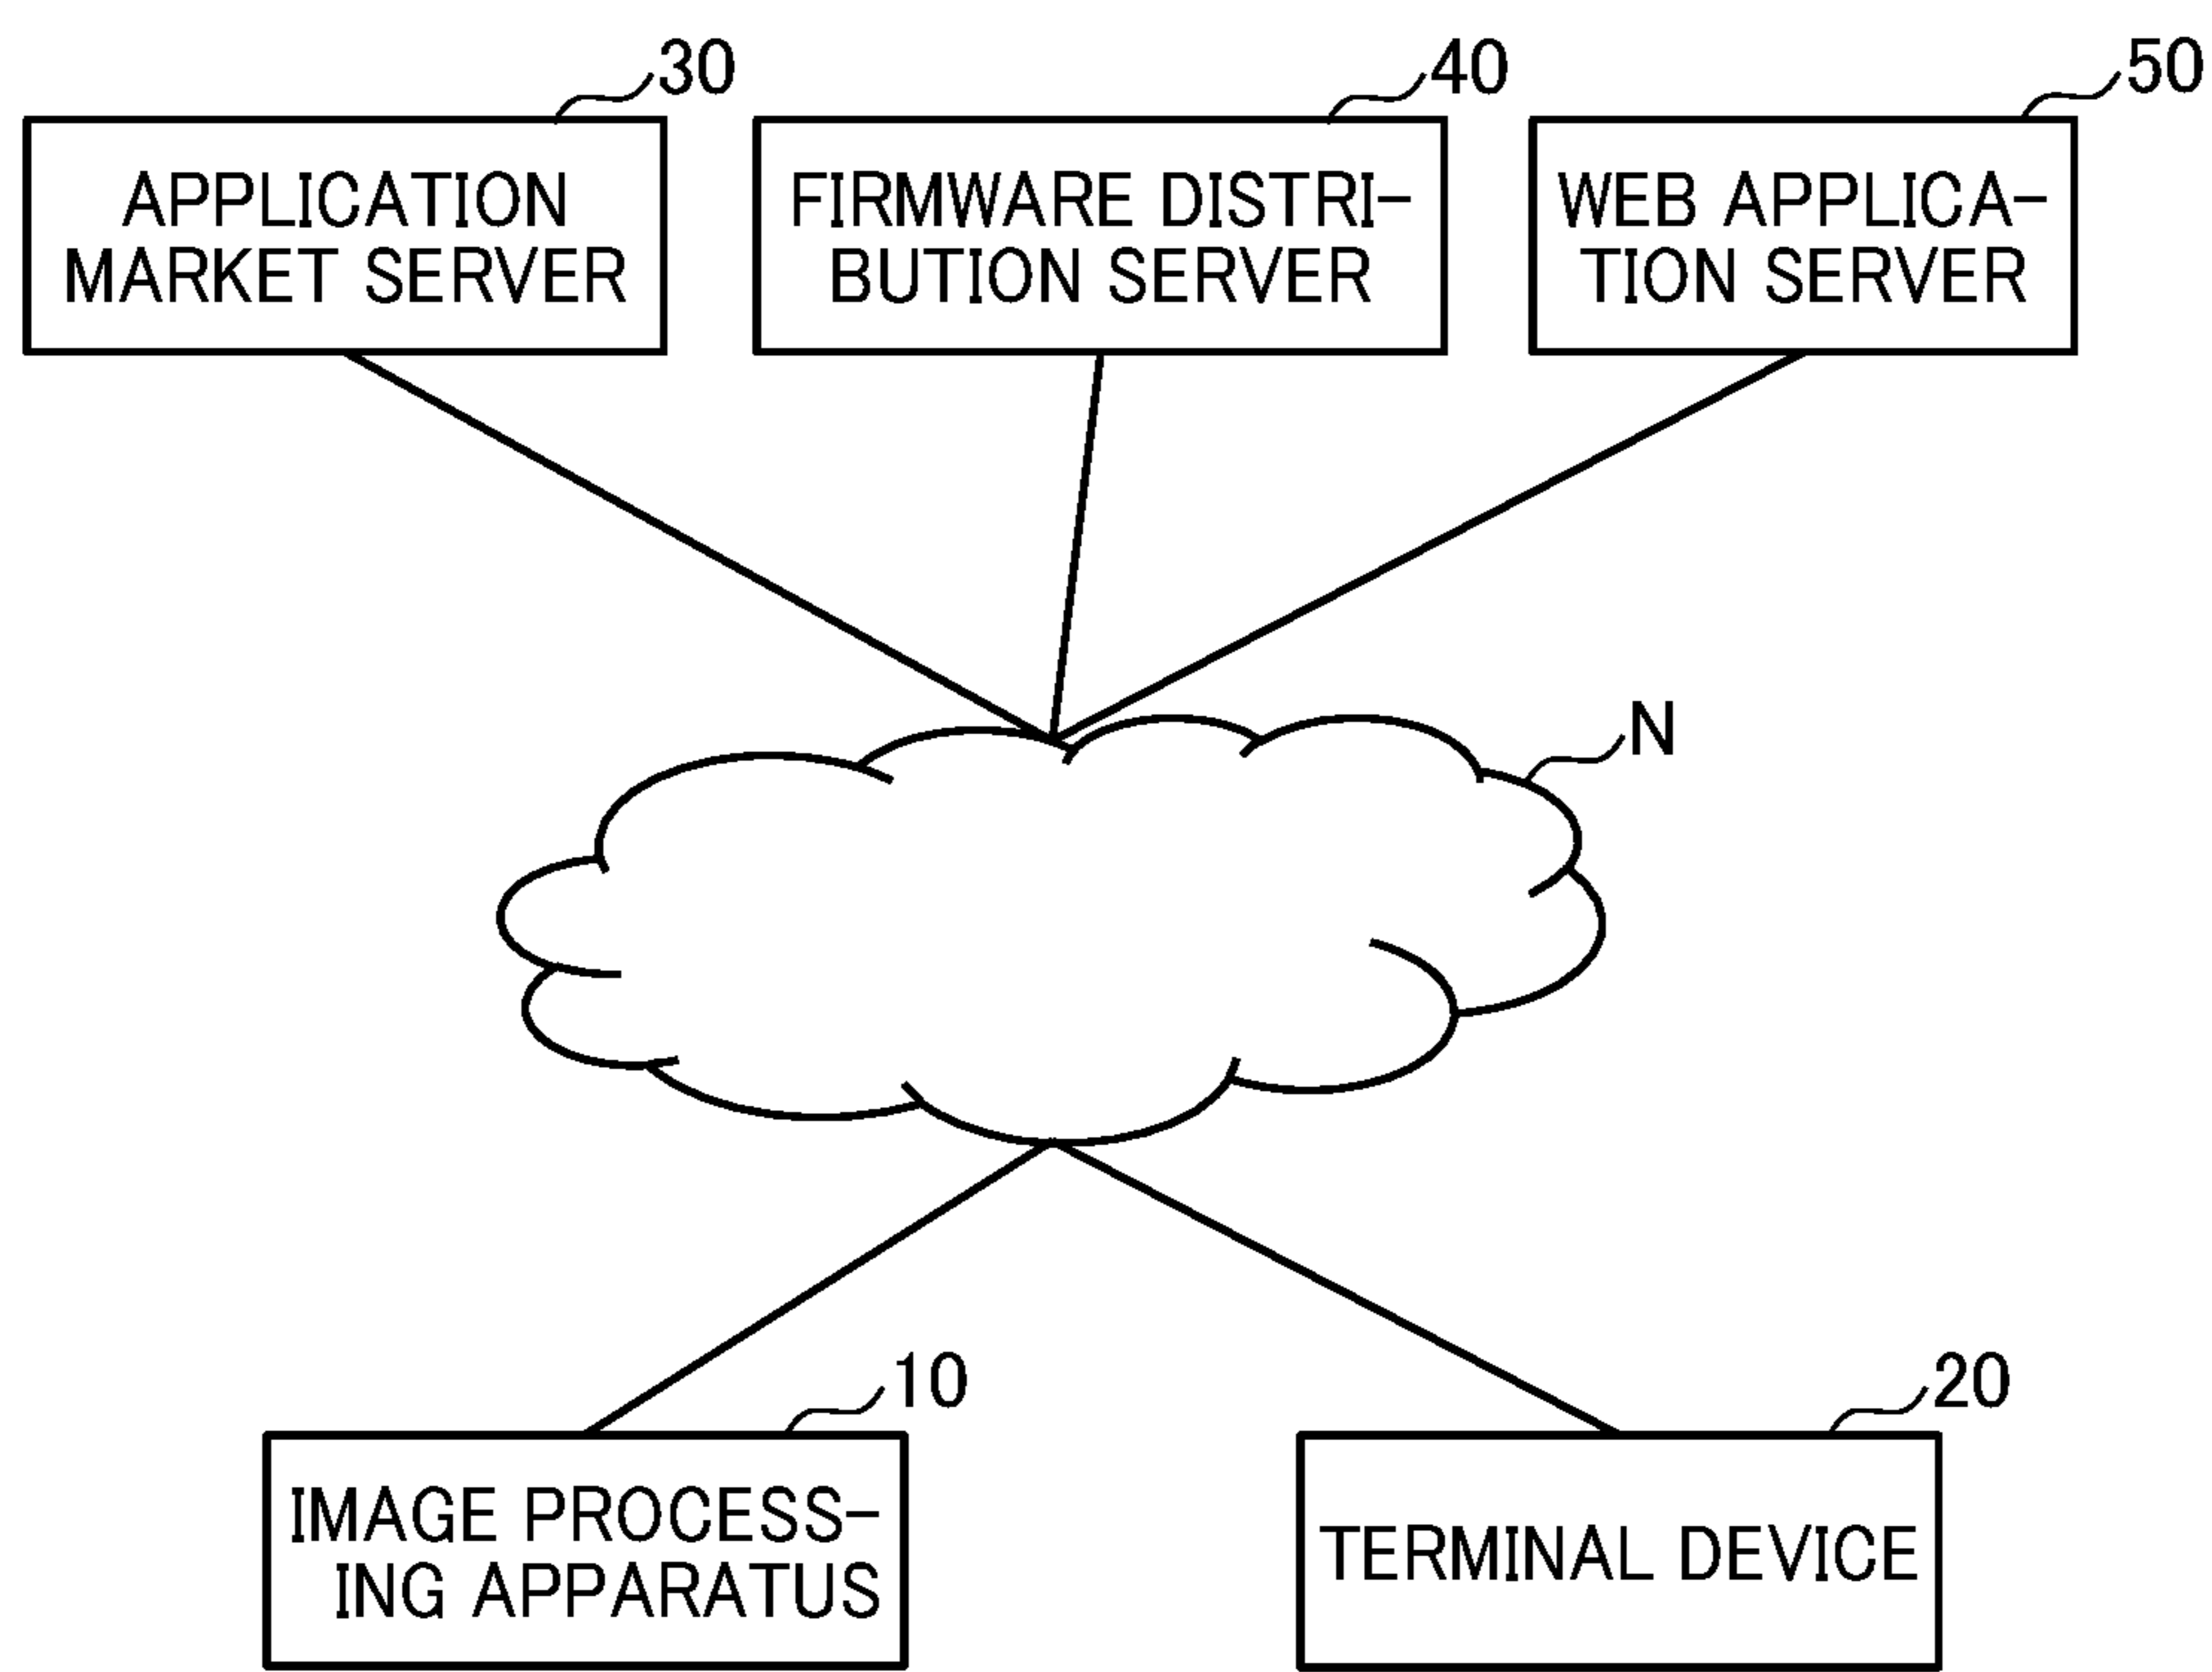 30
40
50
APPLICATION
MARKET SERVER
FIRMWARE DISTRI-
BUTION SERVER
WEB APPLICA-
TION SERVER
N
10
20
IMAGE PROCESS-
ING APPARATUS
TERMINAL DEVICE